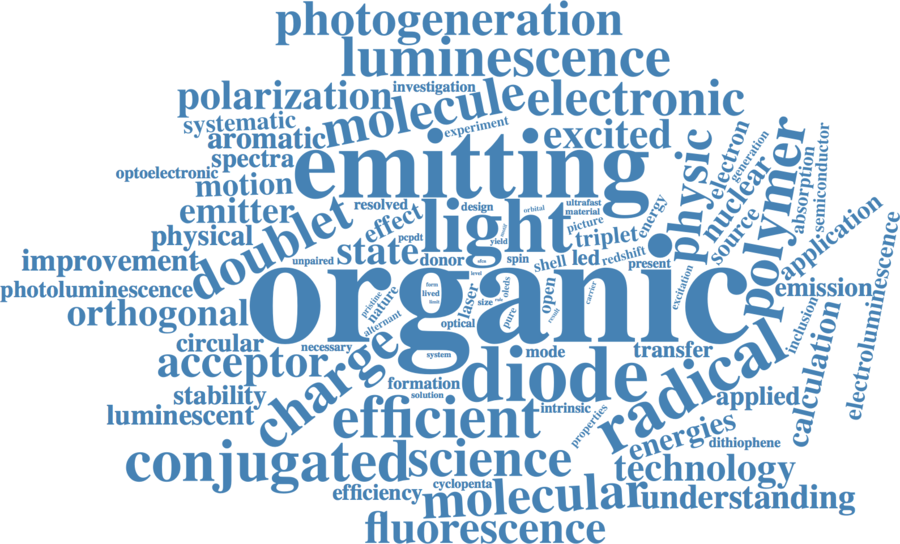 photogeneration
luminescence
investigation
polarization
molecule
electronic
systematic
experiment
aromatic
excited
spectra
optoelectronic
emitting
motion
physic
electron
generation
nuclear
polymer
absorption
semiconductor
source
emitter
doublet
resolved
effect
design
orbital
ultrafast
material
picture
energy
light
physical
pcpdt
state
yield
triplet
unpaired
donor
spin
shell
led
redshift
present
application
improvement
photoluminescence
organic
level
form
lived
laser
size
oleds
open
carrier
excitation
emission
electroluminescence
pristine
nature
alternant
orthogonal
optical
pure
result
inclusion
circular
necessary
charge
system
mode
transfer
acceptor
diode
radical
calculation
formation
solution
stability
applied
luminescent
efficient
intrinsic
properties
energies
dithiophene
conjugated
science
technology
efficiency
cyclopenta
molecular
understanding
fluorescence